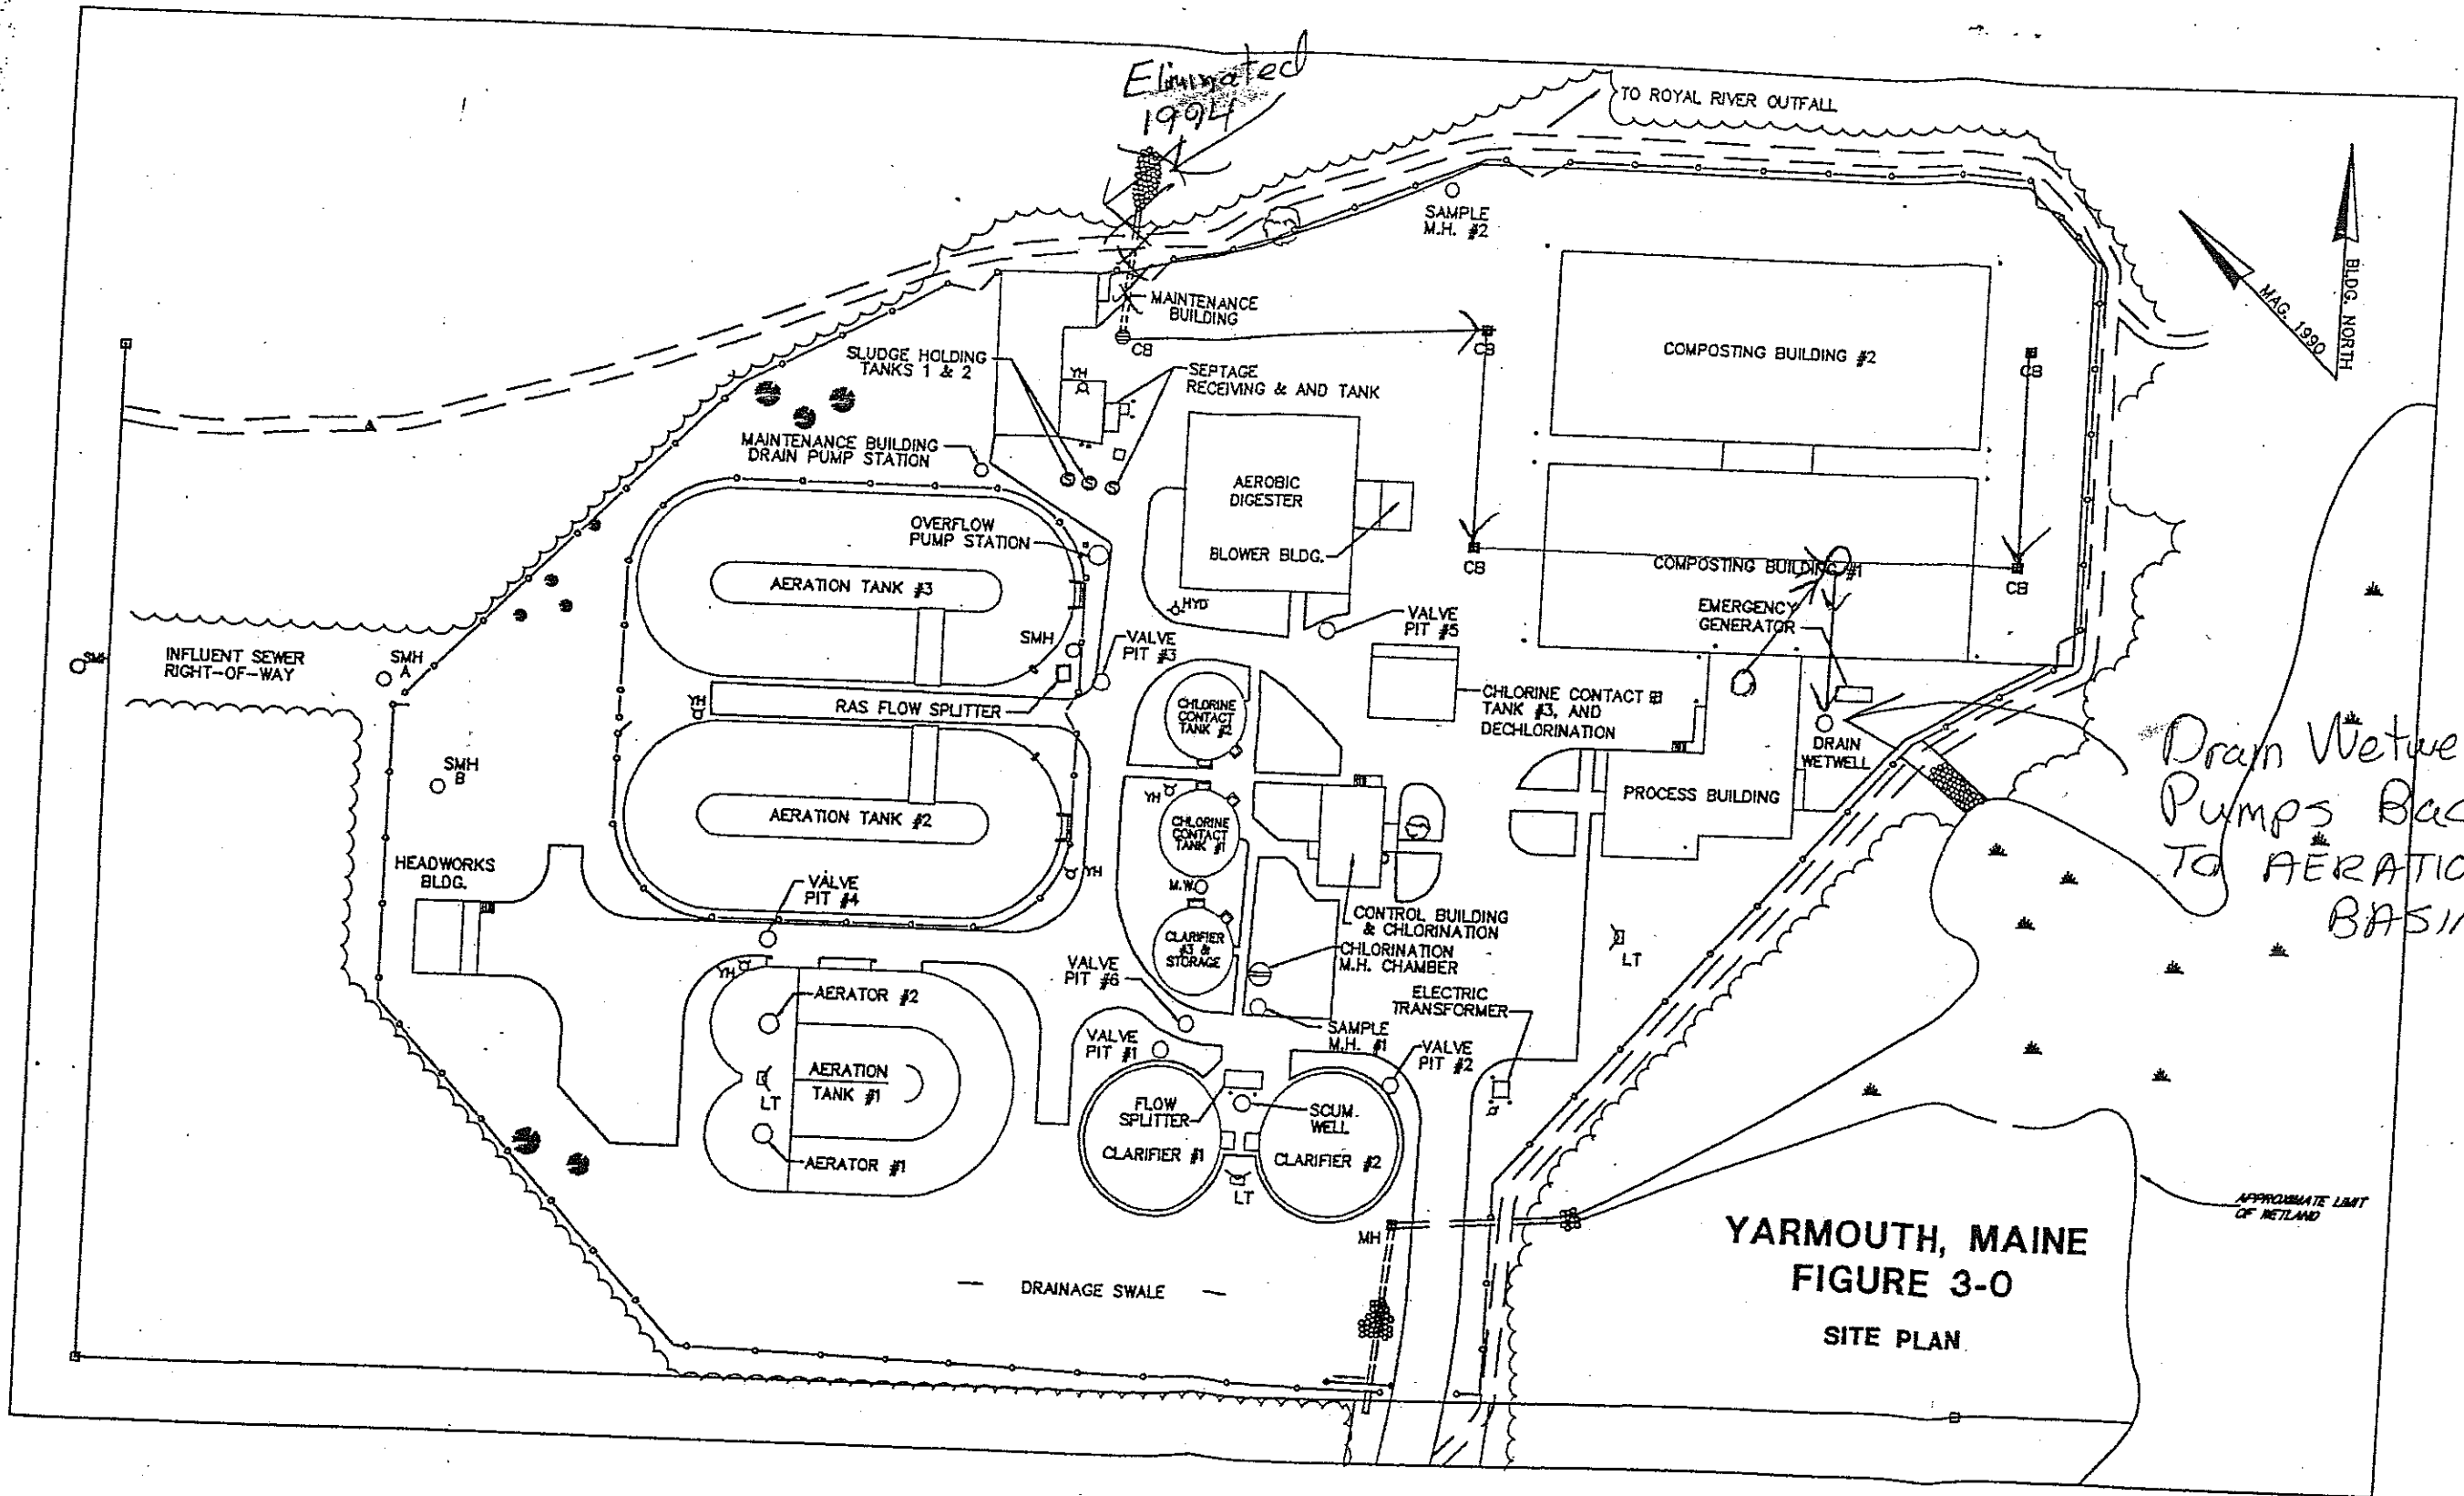 Eliminated
1994
TO ROYAL RIVER OUTFALL
SAMPLE
M.H. #2
BLDG. NORTH
MAG. 1990
MAINTENANCE
BUILDING
CB
CB
COMPOSTING BUILDING #2
CB
SLUDGE HOLDING
TANKS 1 & 2
YH
SEPTAGE
RECEIVING & AND TANK
MAINTENANCE BUILDING
DRAIN PUMP STATION
AEROBIC
DIGESTER
BLOWER BLDG.
OVERFLOW
PUMP STATION
CB
COMPOSTING BUILDING #1
CB
AERATION TANK #3
HYD
VALVE
PIT #5
EMERGENCY
GENERATOR
SMH
INFLUENT SEWER
RIGHT-OF-WAY
SMH
A
SMH
VALVE
PIT #3
YH
RAS FLOW SPLITTER
CHLORINE
CONTACT
TANK #2
CHLORINE CONTACT
TANK #3, AND
DECHLORINATION
DRAIN
WETWELL
Drain Wetwe
Pumps Bac
To AERATIO
BASI
SMH
B
AERATION TANK #2
YH
CHLORINE
CONTACT
TANK #1
PROCESS BUILDING
HEADWORKS
BLDG.
YH
M.W.
VALVE
PIT #4
CONTROL BUILDING
& CHLORINATION
CLARIFIER
#3 &
STORAGE
CHLORINATION
M.H. CHAMBER
LT
YH
VALVE
PIT #6
AERATOR #2
ELECTRIC
TRANSFORMER
SAMPLE
M.H. #1
VALVE
PIT #1
VALVE
PIT #2
AERATION
TANK #1
LT
FLOW
SPLITTER
SCUM
WELL
CLARIFIER #1
CLARIFIER #2
AERATOR #1
LT
APPROXIMATE LIMIT
OF WETLAND
MH
YARMOUTH, MAINE
FIGURE 3-0
SITE PLAN
DRAINAGE SWALE